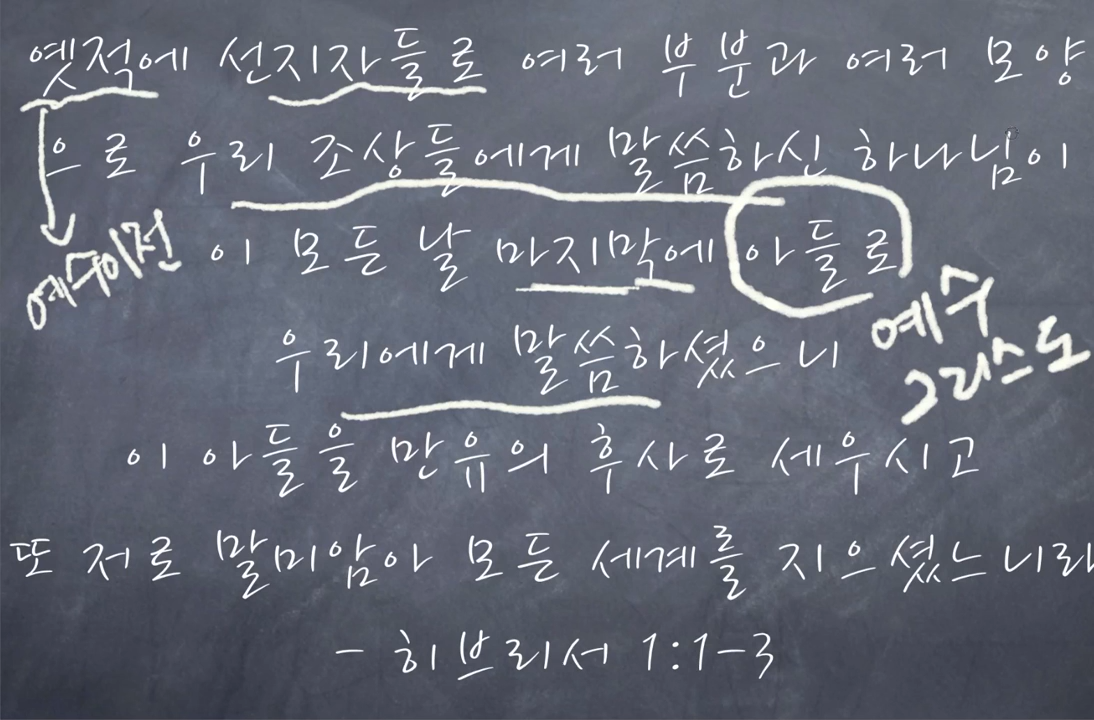 옛적에 선지자들로 여러 부분과 여러 모양
으로 우리 조상들에게 말씀하신 하나님이
이 모든 날 마지막에 아들로
예수이전
우리에게 말씀하셨으니
예수
그리스도
이 아들을 만유의 후사로 세우시고
또 저로 말미암아 모든 세계를 지으셨느니라
- 히브리서 1:1-3